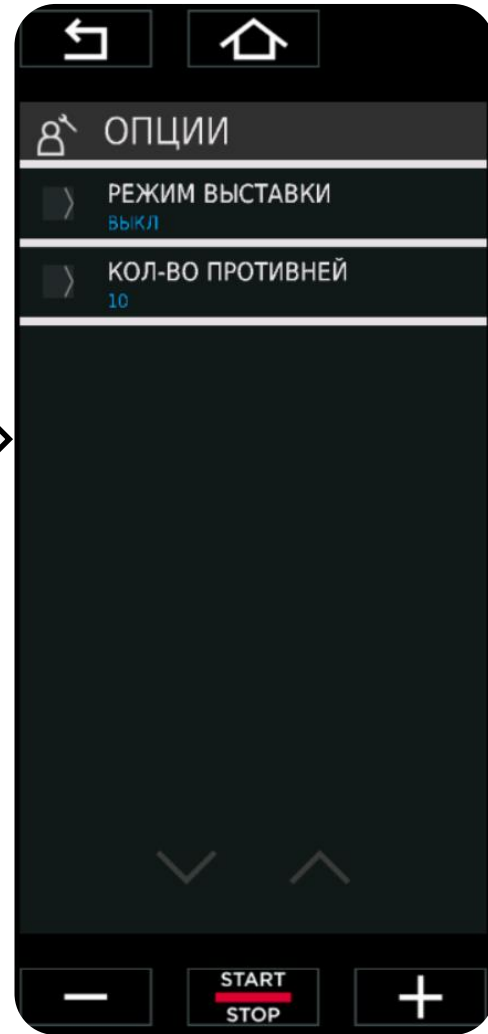 ОПЦИИ
РЕЖИМ ВЫСТАВКИ
ВЫКЛ
КОЛ-ВО ПРОТИВНЕЙ
10
START
STOP